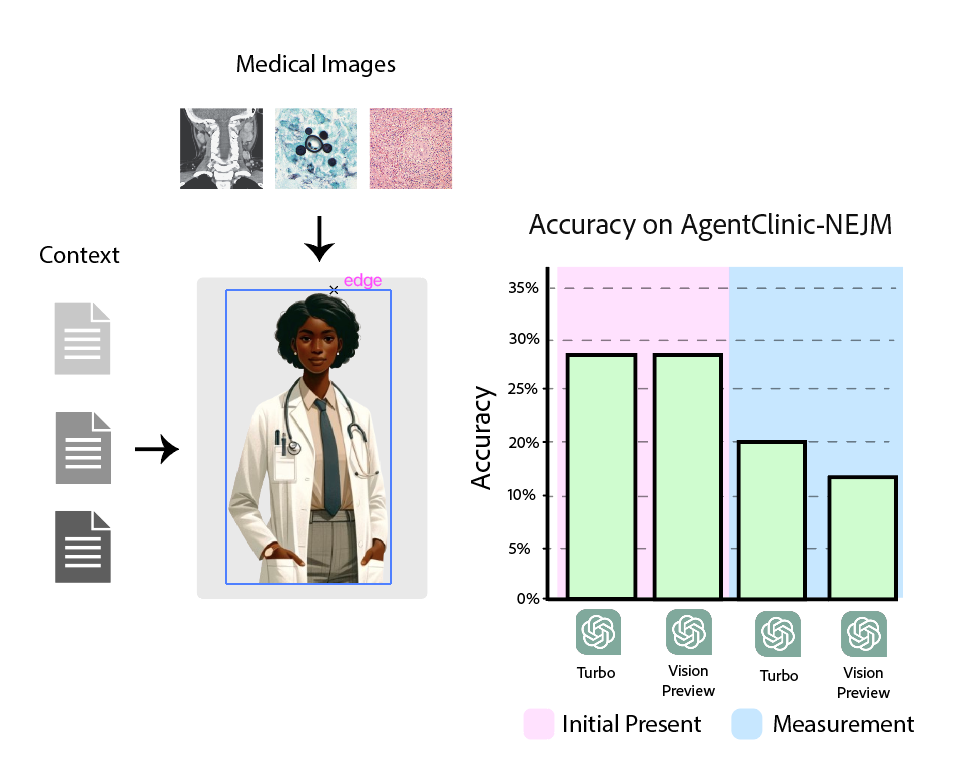 Medical Images
Context
edge
Accuracy on AgentClinic-NEJM
Accuracy
35%
30%
25%
20%
10%
5%
0%
Turbo
Vision
Preview
Turbo
Vision
Preview
Initial Present
Measurement